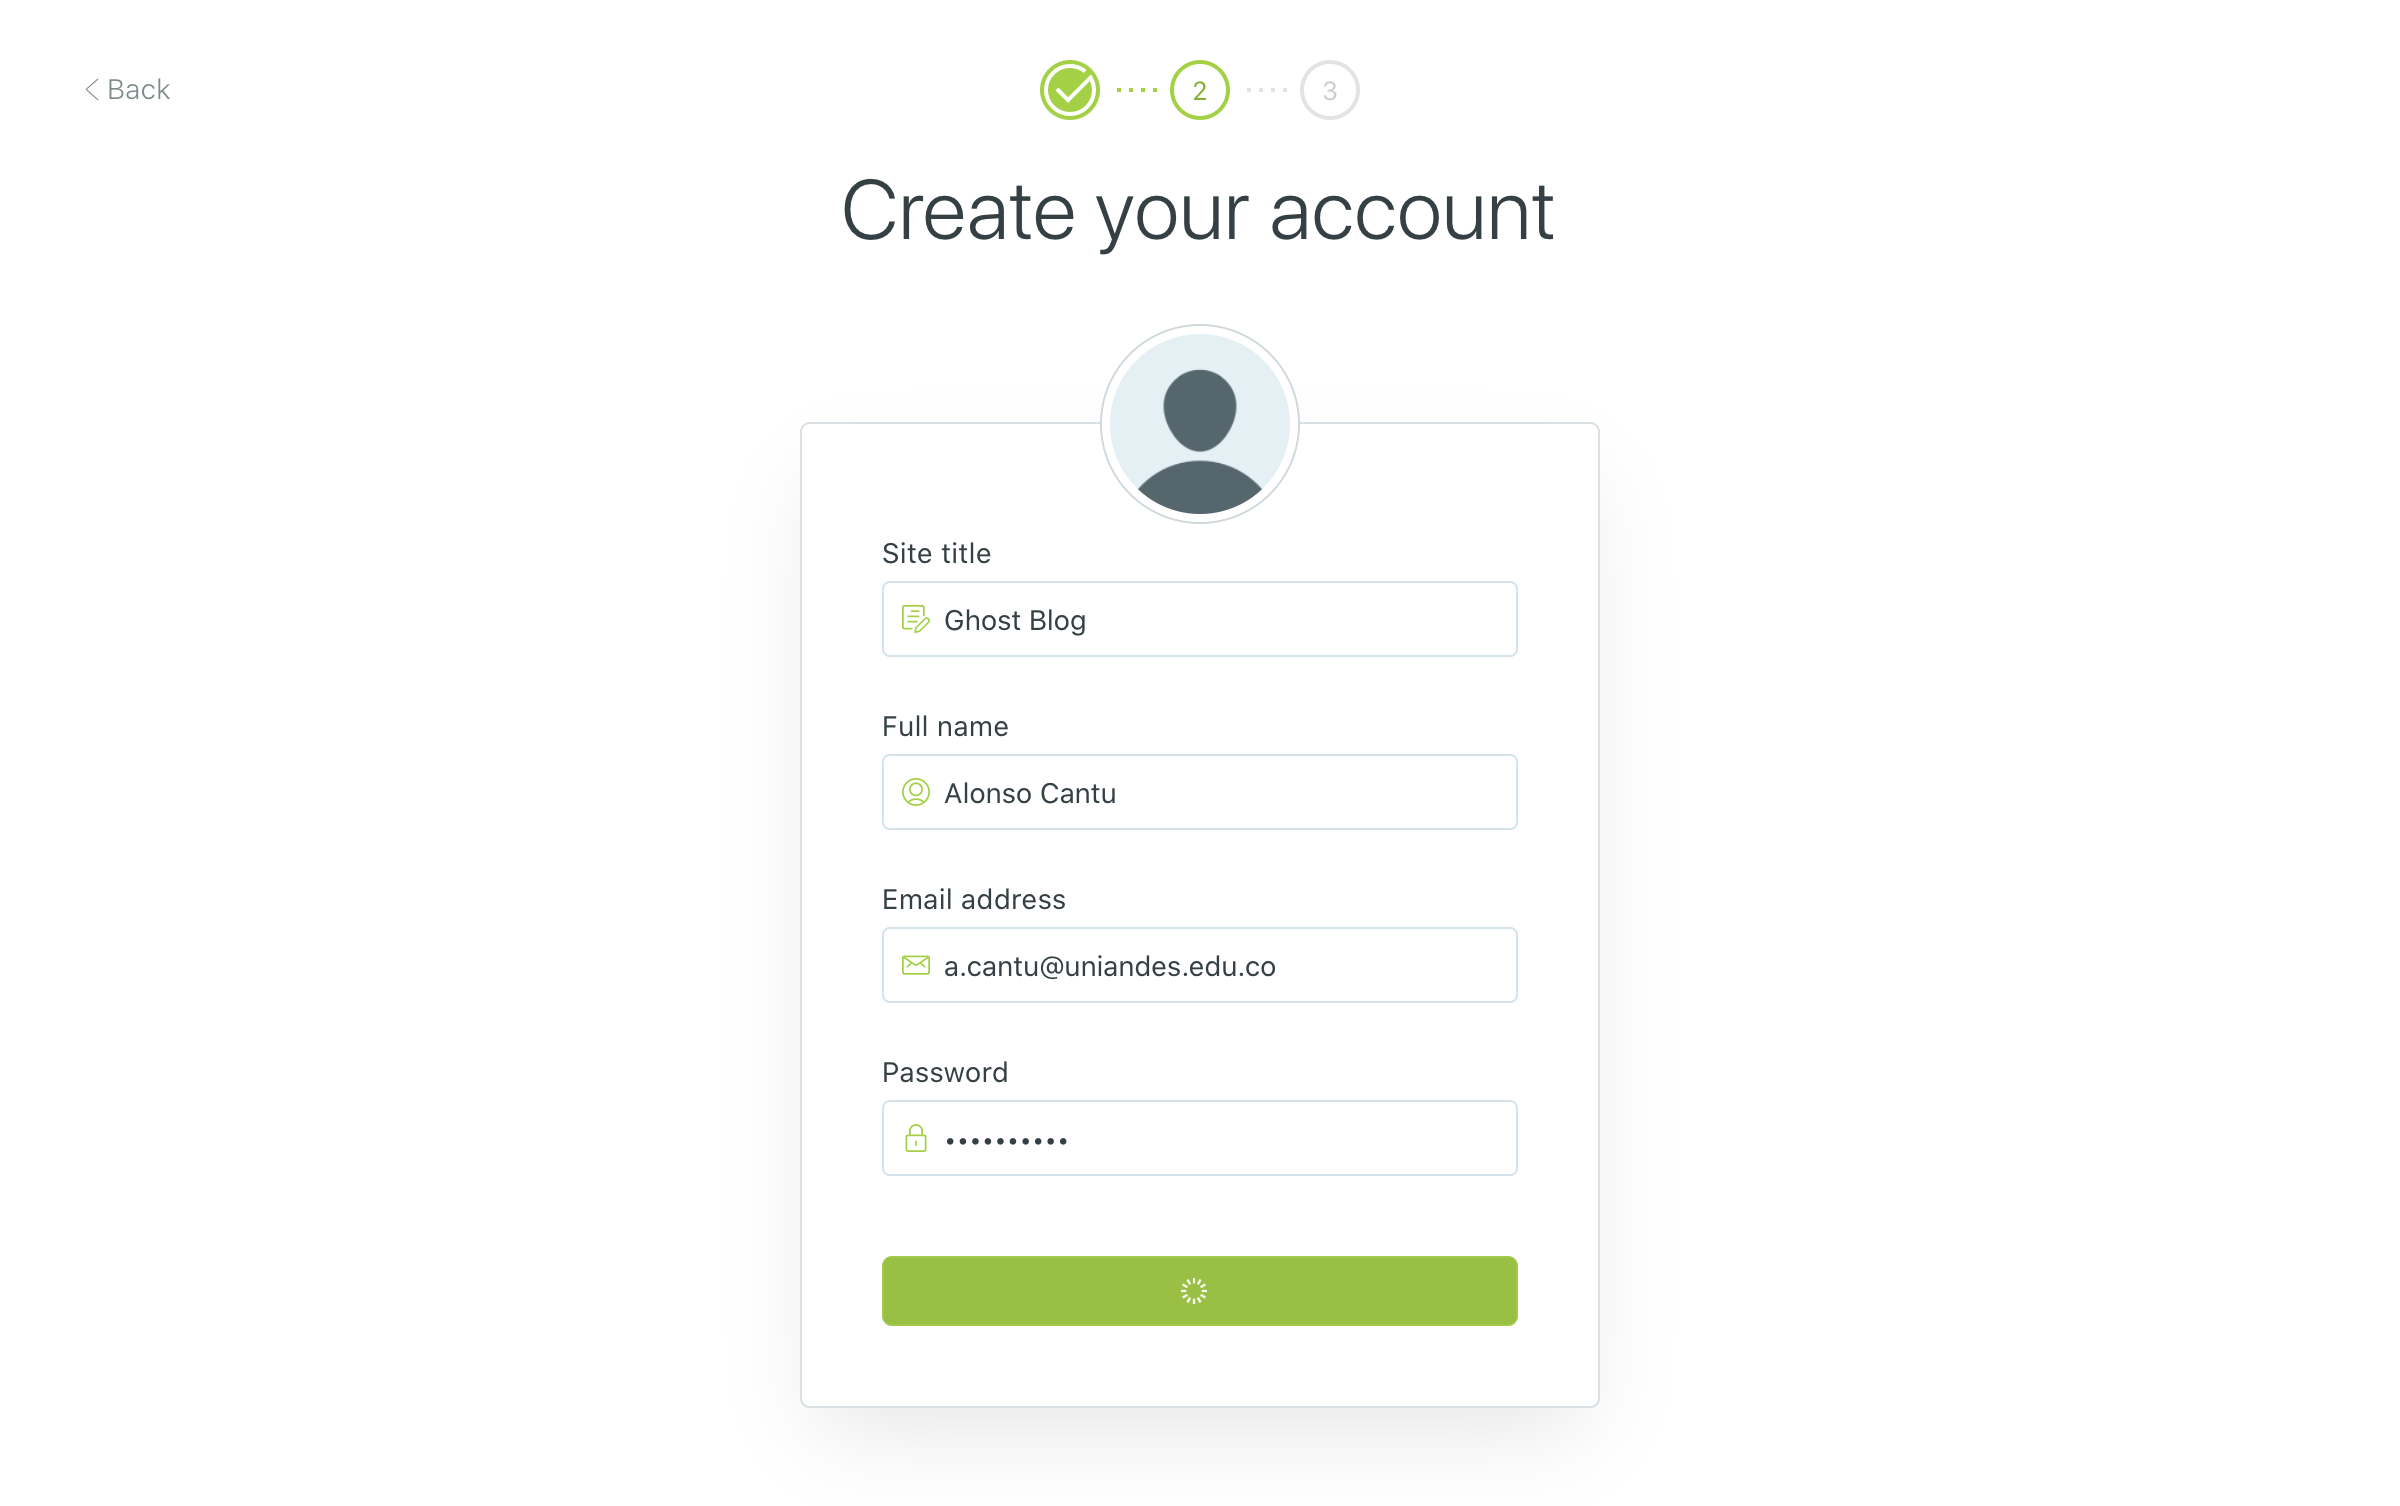 Back
2
3
Create your account
Site title
Ghost Blog
Full name
Alonso Cantu
Email address
a.cantu@uniandes.edu.co
Password
••••••••••